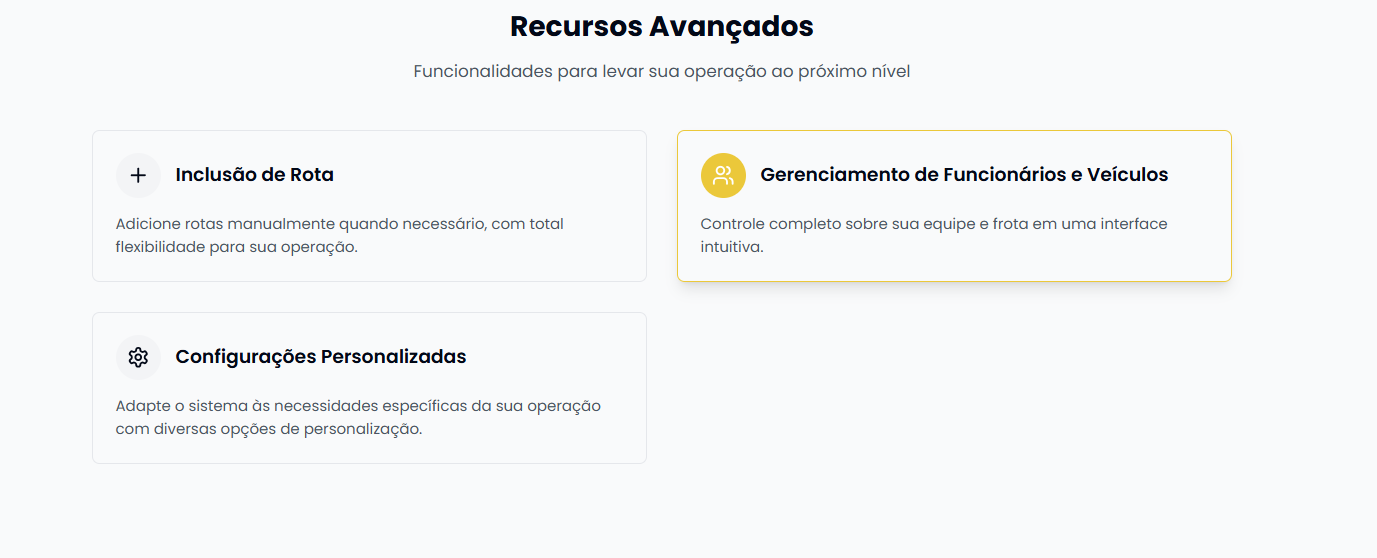 Recursos Avançados
Funcionalidades para levar sua operação ao próximo nível
Inclusão de Rota
Adicione rotas manualmente quando necessário, com total
flexibilidade para sua operação.
Gerenciamento de Funcionários e Veículos
Controle completo sobre sua equipe e frota em uma interface
intuitiva.
Configurações Personalizadas
Adapte o sistema às necessidades específicas da sua operação
com diversas opções de personalização.